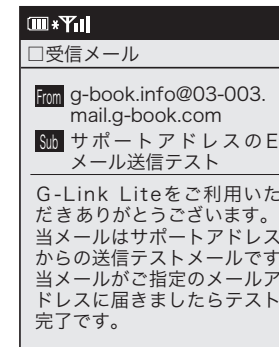 □受信メール
From g-book.info@03-003.
mail.g-book.com
Sub サポートアドレスのE
メール送信テスト
G-Link Liteをご利用いた
だきありがとうございます。
当メールはサポートアドレス
からの送信テストメールです
当メールがご指定のメールア
ドレスに届きましたらテスト
完了です。